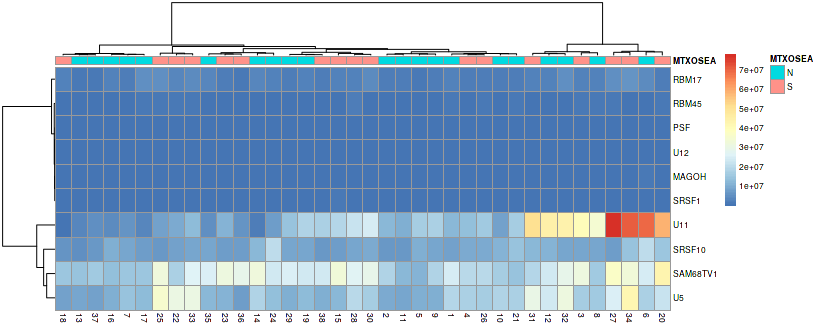 MTXOSEA
RBM17
RBM45
PSF
U12
MAGOH
SRSF1
U11
SRSF10
SAM68TV1
U5
18 13 37 16 7 17 25 22 33 35 23 36 14 24 29 19 38 15 28 30 2 11 5 9 1 4 26 10 21 31 12 32 3 8 27 34 6 20
7e+07
6e+07
5e+07
4e+07
3e+07
2e+07
1e+07
MTXOSEA
N
S